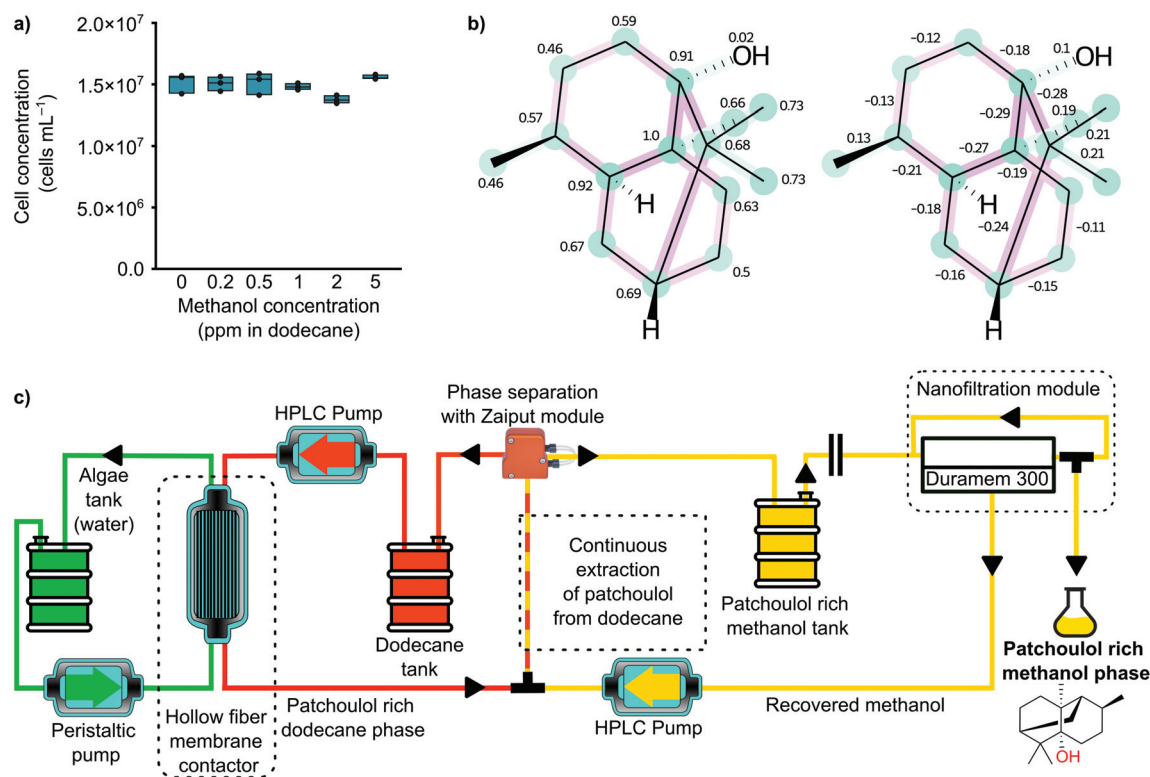 a)
2.0×10⁷
1.5×10⁷
1.0×10⁷
5.0×10⁶
0.0
Cell concentration
(cells mL⁻¹)
0 0.2 0.5 1 2 5
Methanol concentration
(ppm in dodecane)
b)
0.59
0.02
OH
0.46
0.91
0.66
0.73
0.57
1.0
0.68
0.46
0.92
0.73
H
0.63
0.67
0.5
0.69
H
−0.12
−0.18
0.1
OH
−0.28
−0.13
−0.29
0.19
0.21
0.13
−0.27
0.21
−0.21
−0.19
−0.18
H
−0.24
−0.11
−0.16
−0.15
H
c)
HPLC Pump
Phase separation
with Zaiput module
Nanofiltration module
Algae
tank
(water)
Duramem 300
Continuous
extraction
of patchoulol
from dodecane
Dodecane
tank
Patchoulol rich
methanol tank
Patchoulol rich
methanol phase
Peristaltic
pump
Hollow fiber
membrane
contactor
Patchoulol rich
dodecane phase
HPLC Pump
Recovered methanol
OH